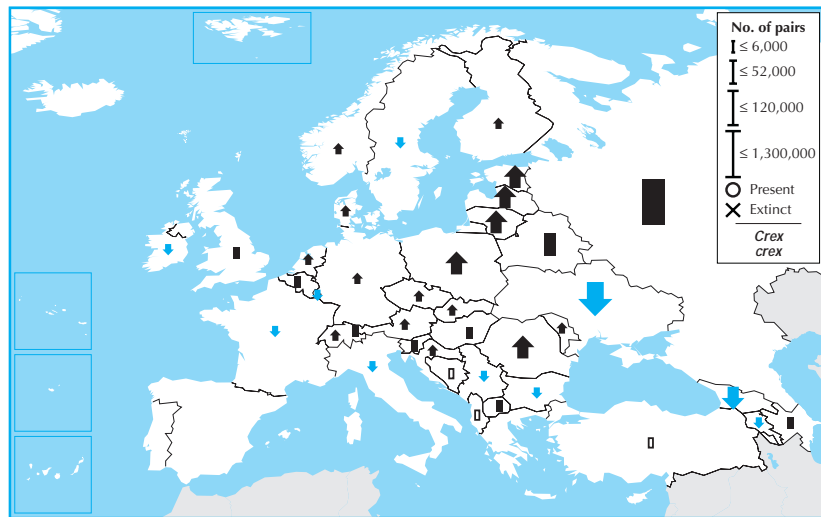 No. of pairs
≤ 6,000
≤ 52,000
≤ 120,000
≤ 1,300,000
Present
Extinct
Crex
crex